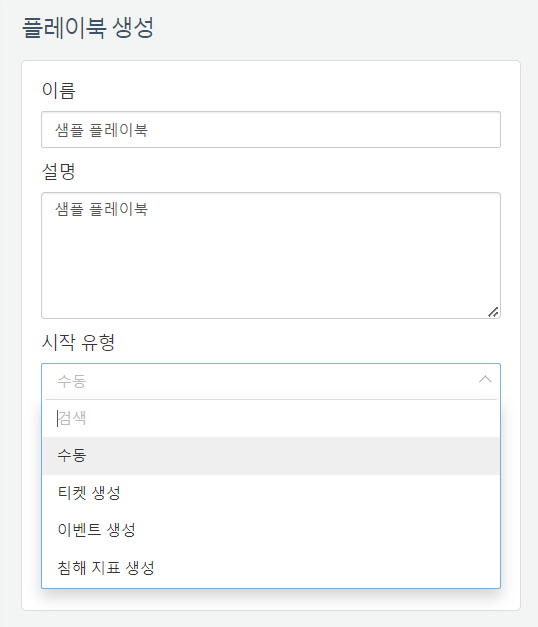 플레이북 생성
이름
샘플 플레이북
설명
샘플 플레이북
시작 유형
수동
검색
수동
티켓 생성
이벤트 생성
침해 지표 생성